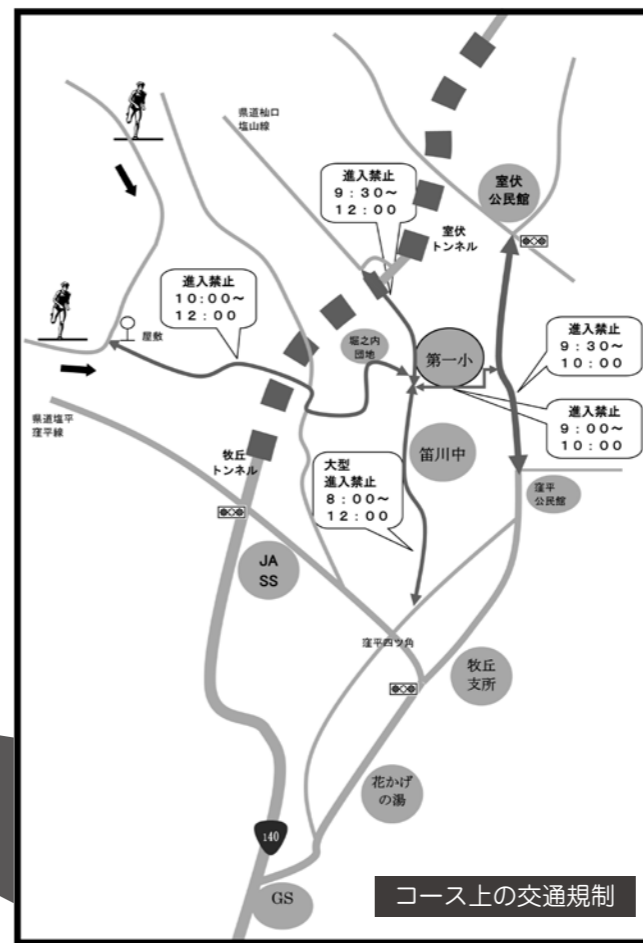 県道杣口
塩山線
進入禁止
９：３０～
１２：００
室伏
公民館
室伏
トンネル
進入禁止
１０：００～
１２：００
屋敷
堀之内
団地
第一小
進入禁止
９：３０～
１０：００
県道塩平
窪平線
進入禁止
９：００～
１０：００
笛川中
牧丘
トンネル
大型
進入禁止
８：００～
１２：００
窪平
公民館
JA
SS
窪平四ツ角
牧丘
支所
花かげ
の湯
140
GS
コース上の交通規制